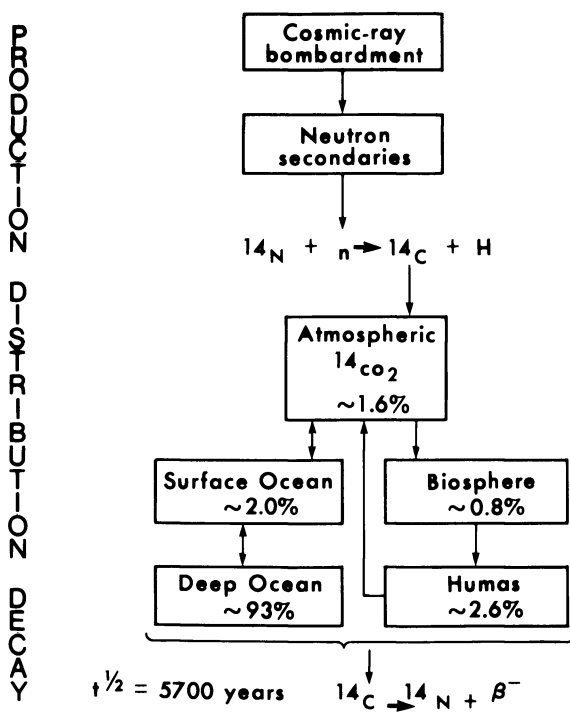 PRODUCTION DISTRIBUTION DECAY
Cosmic-ray
bombardment
Neutron
secondaries
14N + n → 14C + H
Atmospheric
14co2
~1.6%
Surface Ocean
~2.0%
Biosphere
~0.8%
Deep Ocean
~93%
Humas
~2.6%
t1/2 = 5700 years
14C → 14N + β−